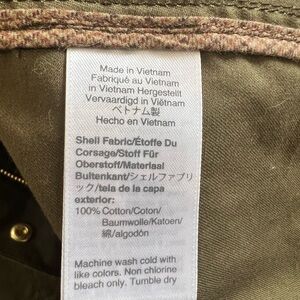 Made in Vietnam
Fabriqué au Vietnam
in Vietnam Hergestellt
Vervaardigd in Viëtnam
ベトナム製
Hecho en Vietnam
Shell Fabric/Étoffe Du
Corsage/Stoff Für
Oberstoff/Materiaal
Buitenkant/シェルファブリ
ック/tela de la capa
exterior:
100% Cotton/Coton/
Baumwolle/Katoen/
綿/algodón
Machine wash cold with
like colors. Non chlorine
bleach only. Tumble dry